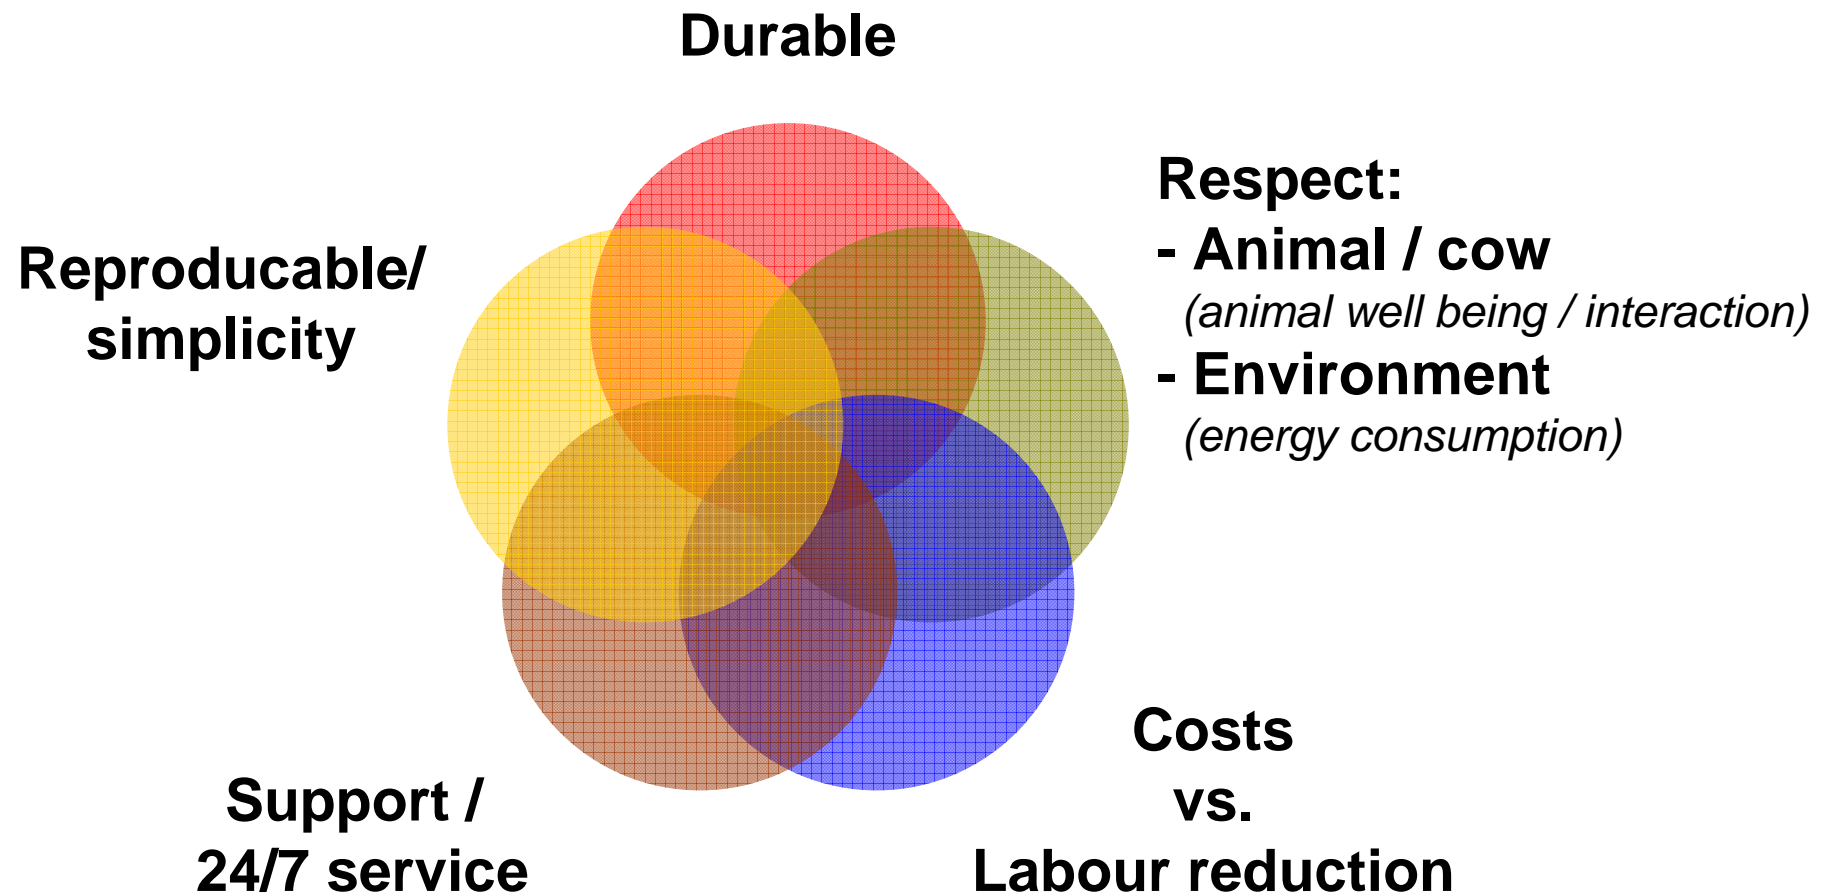 Durable
Respect:
- Animal / cow
(animal well being / interaction)
- Environment
(energy consumption)
Reproducable/
simplicity
Costs
vs.
Labour reduction
Support /
24/7 service